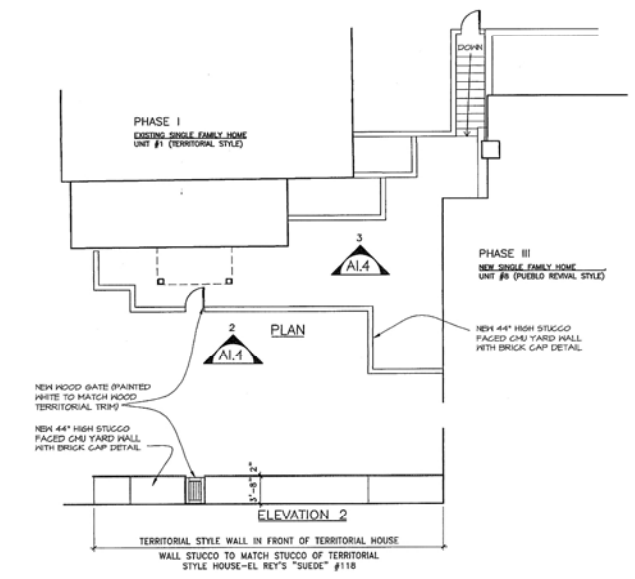 DOWN
PHASE I
EXISTING SINGLE FAMILY HOME
UNIT #1 (TERRITORIAL STYLE)
3
A1.4
PHASE III
NEW SINGLE FAMILY HOME
UNIT #8 (PUEBLO REVIVAL STYLE)
2
PLAN
A1.1
NEW 44" HIGH STUCCO
FACED CMU YARD WALL
WITH BRICK CAP DETAIL
NEW WOOD GATE (PAINTED
WHITE TO MATCH WOOD
TERRITORIAL TRIM)
NEW 44" HIGH STUCCO
FACED CMU YARD WALL
WITH BRICK CAP DETAIL
3'-8"
2"
ELEVATION 2
TERRITORIAL STYLE WALL IN FRONT OF TERRITORIAL HOUSE
WALL STUCCO TO MATCH STUCCO OF TERRITORIAL
STYLE HOUSE-EL REY'S "SUEDE" #118